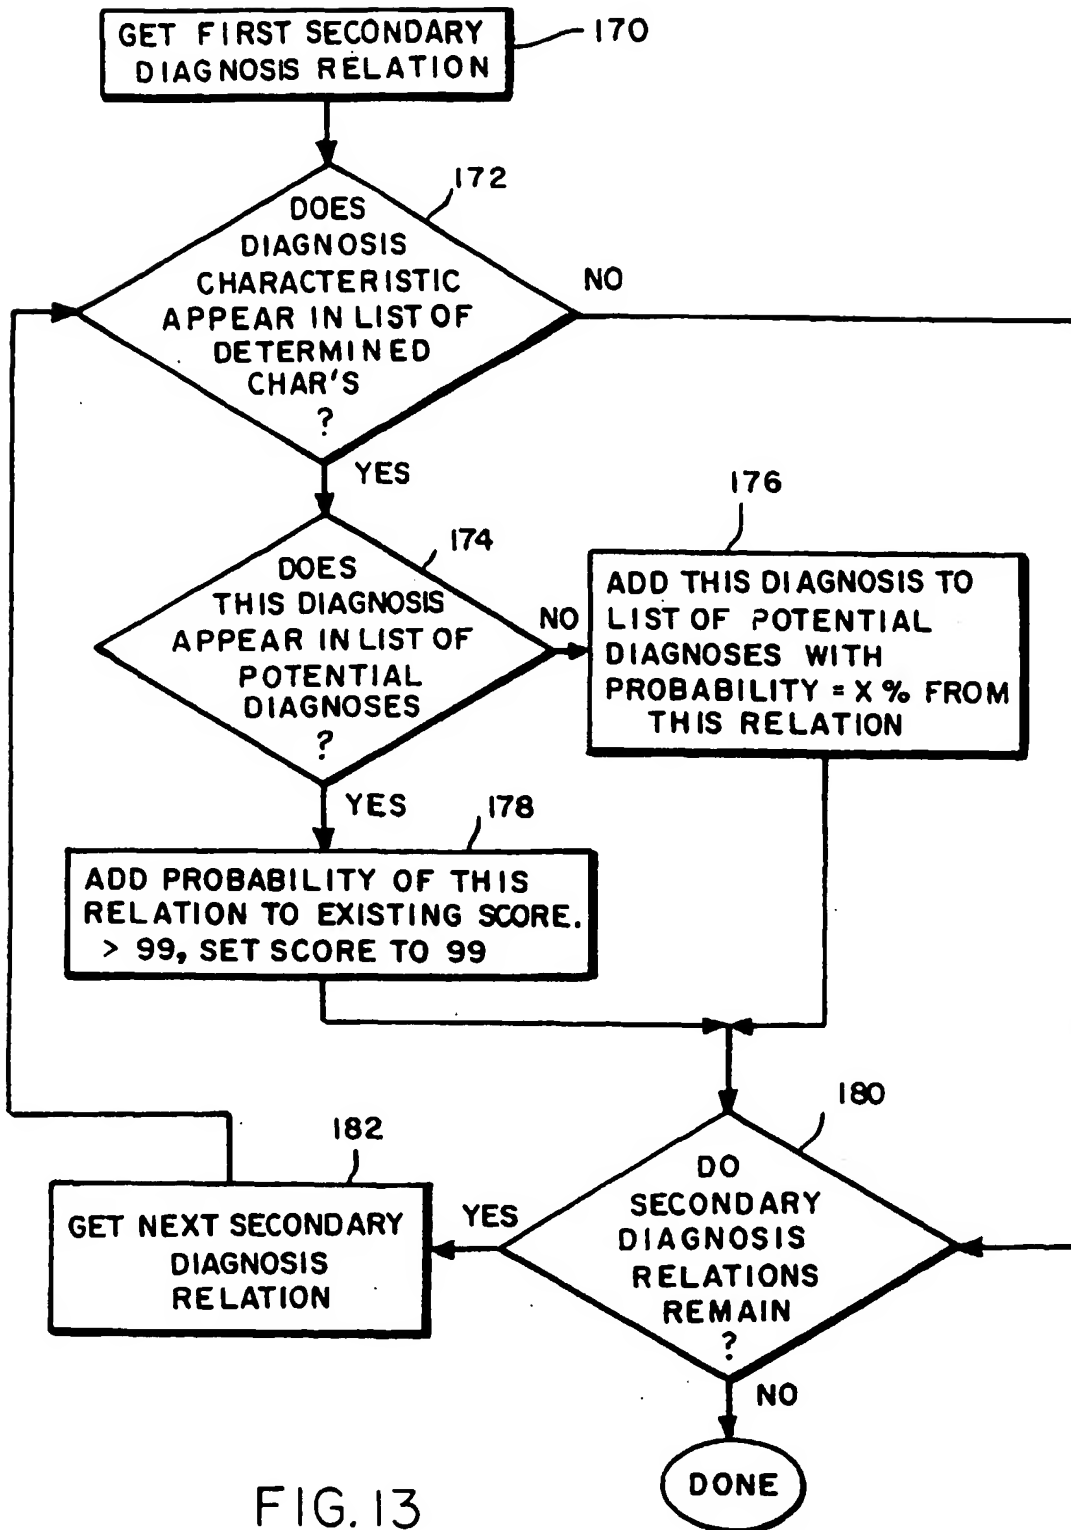 GET FIRST SECONDARY
DIAGNOSIS RELATION
170
172
DOES
DIAGNOSIS
CHARACTERISTIC
APPEAR IN LIST OF
DETERMINED
CHAR'S
?
NO
YES
174
DOES
THIS DIAGNOSIS
APPEAR IN LIST OF
POTENTIAL
DIAGNOSES
?
NO
176
ADD THIS DIAGNOSIS TO
LIST OF POTENTIAL
DIAGNOSES WITH
PROBABILITY = X % FROM
THIS RELATION
YES
178
ADD PROBABILITY OF THIS
RELATION TO EXISTING SCORE.
> 99, SET SCORE TO 99
180
DO
SECONDARY
DIAGNOSIS
RELATIONS
REMAIN
?
YES
182
GET NEXT SECONDARY
DIAGNOSIS
RELATION
NO
DONE
FIG. 13